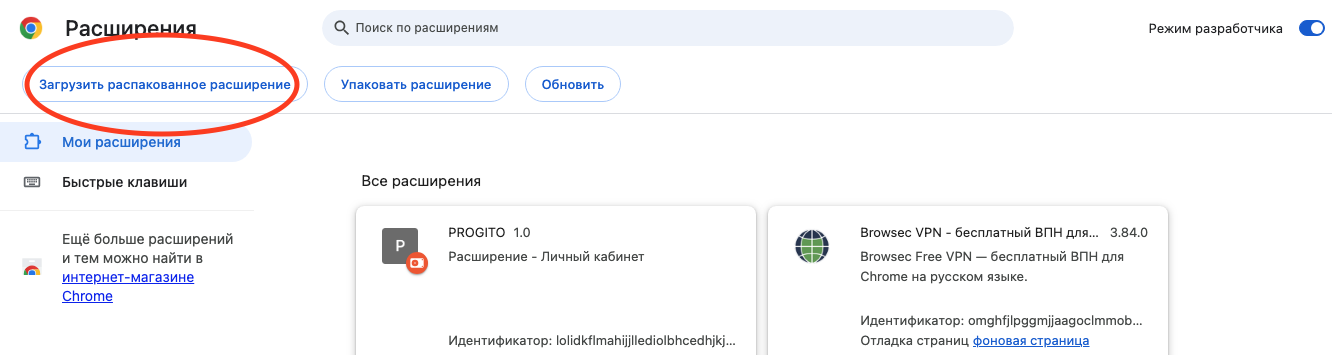 Расширения
Поиск по расширениям
Режим разработчика
Загрузить распакованное расширение
Упаковать расширение
Обновить
Мои расширения
Быстрые клавиши
Ещё больше расширений
и тем можно найти в
интернет-магазине
Chrome
Все расширения
P
PROGITO 1.0
Расширение - Личный кабинет
Идентификатор: lolidkflmahijjllediolbhcedhjkj...
Browsec VPN - бесплатный ВПН для... 3.84.0
Browsec Free VPN — бесплатный ВПН для
Chrome на русском языке.
Идентификатор: omghfjlpggmjjaagoclmmob...
Отладка страниц фоновая страница